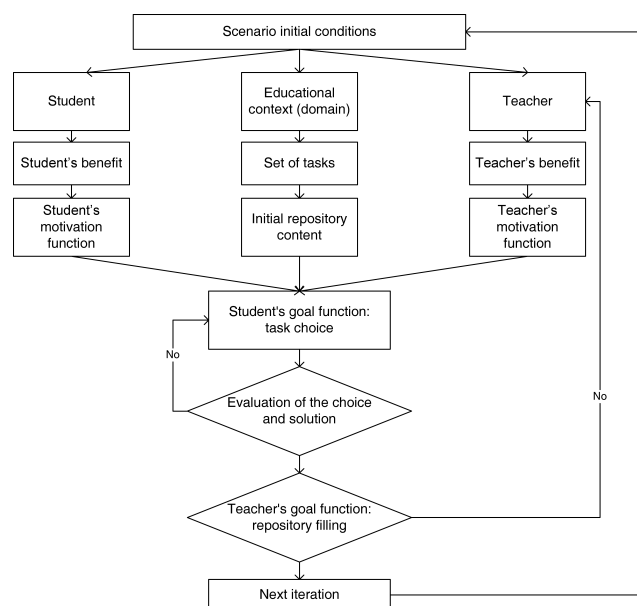 Scenario initial conditions
Student
Educational
context (domain)
Teacher
Student's benefit
Set of tasks
Teacher's benefit
Student's
motivation
function
Initial repository
content
Teacher's
motivation
function
Student's goal function:
task choice
No
Evaluation of the choice
and solution
No
Teacher's goal function:
repository filling
Next iteration